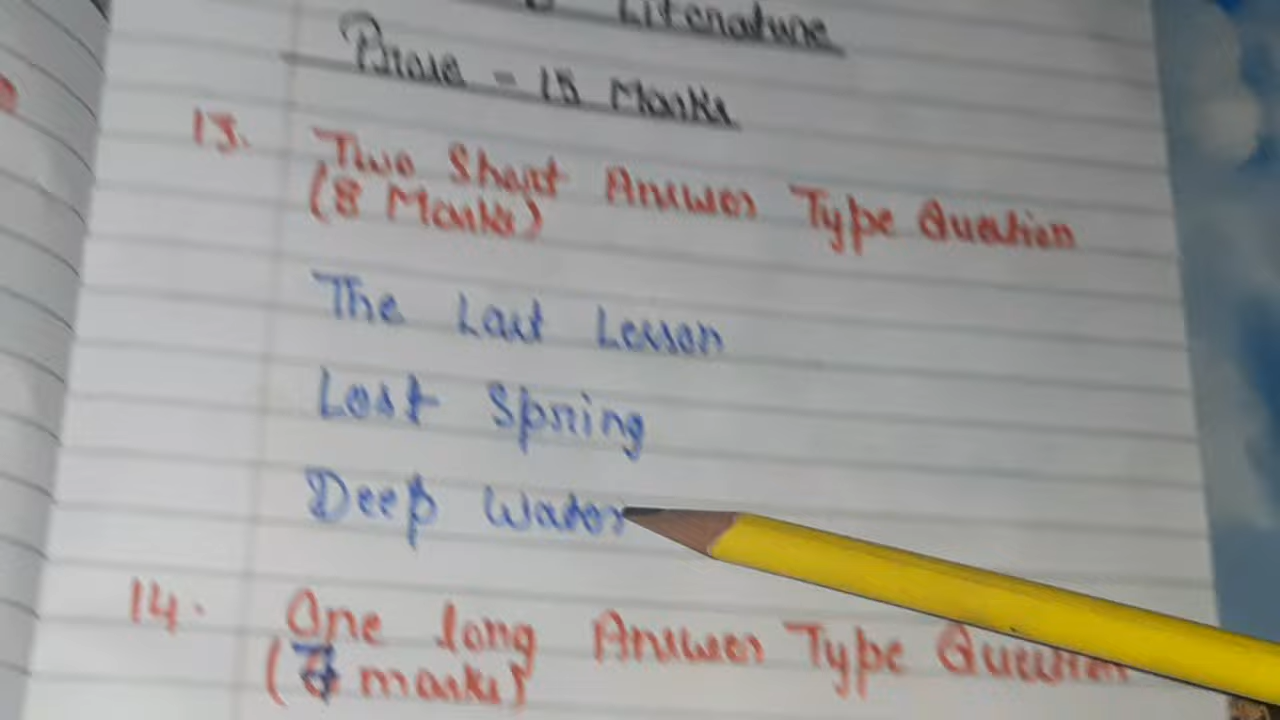 Literature
Prose - 15 Marks
13. Two Short Answer Type Question
(8 Marks)
The Last Lesson
Lost Spring
Deep Water
14. One long Answer Type Question
(7 marks)